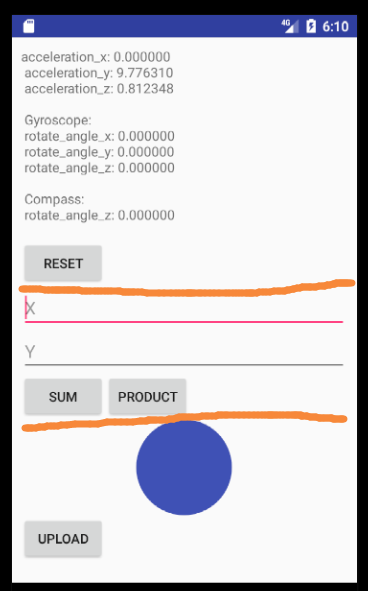 4G 6:10
acceleration_x: 0.000000
acceleration_y: 9.776310
acceleration_z: 0.812348
Gyroscope:
rotate_angle_x: 0.000000
rotate_angle_y: 0.000000
rotate_angle_z: 0.000000
Compass:
rotate_angle_z: 0.000000
RESET
X
Y
SUM PRODUCT
UPLOAD